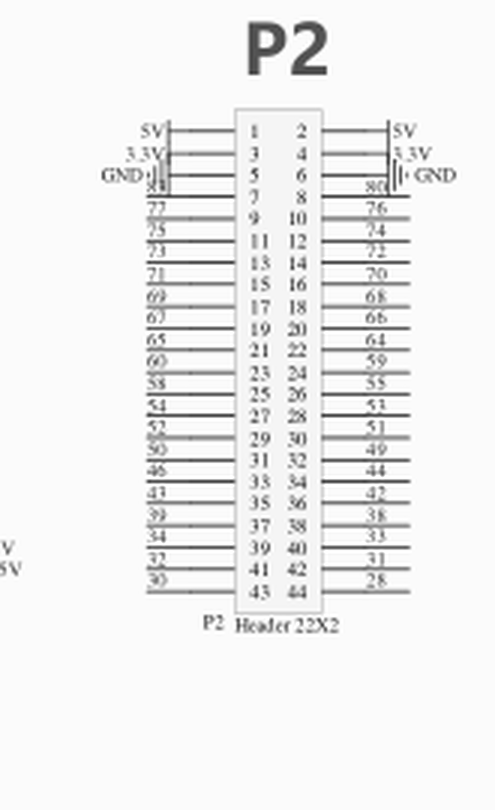 P2
5V 1 2 5V
3.3V 3 4 3.3V
GND 5 6 GND
7 8 80
77 9 10 76
75 11 12 74
73 13 14 72
71 15 16 70
69 17 18 68
67 19 20 66
65 21 22 64
60 23 24 59
58 25 26 55
54 27 28 53
52 29 30 51
50 31 32 49
46 33 34 44
43 35 36 42
39 37 38 38
34 39 40 33
V
32 41 42 31
5V
30 43 44 28
P2 Header 22X2